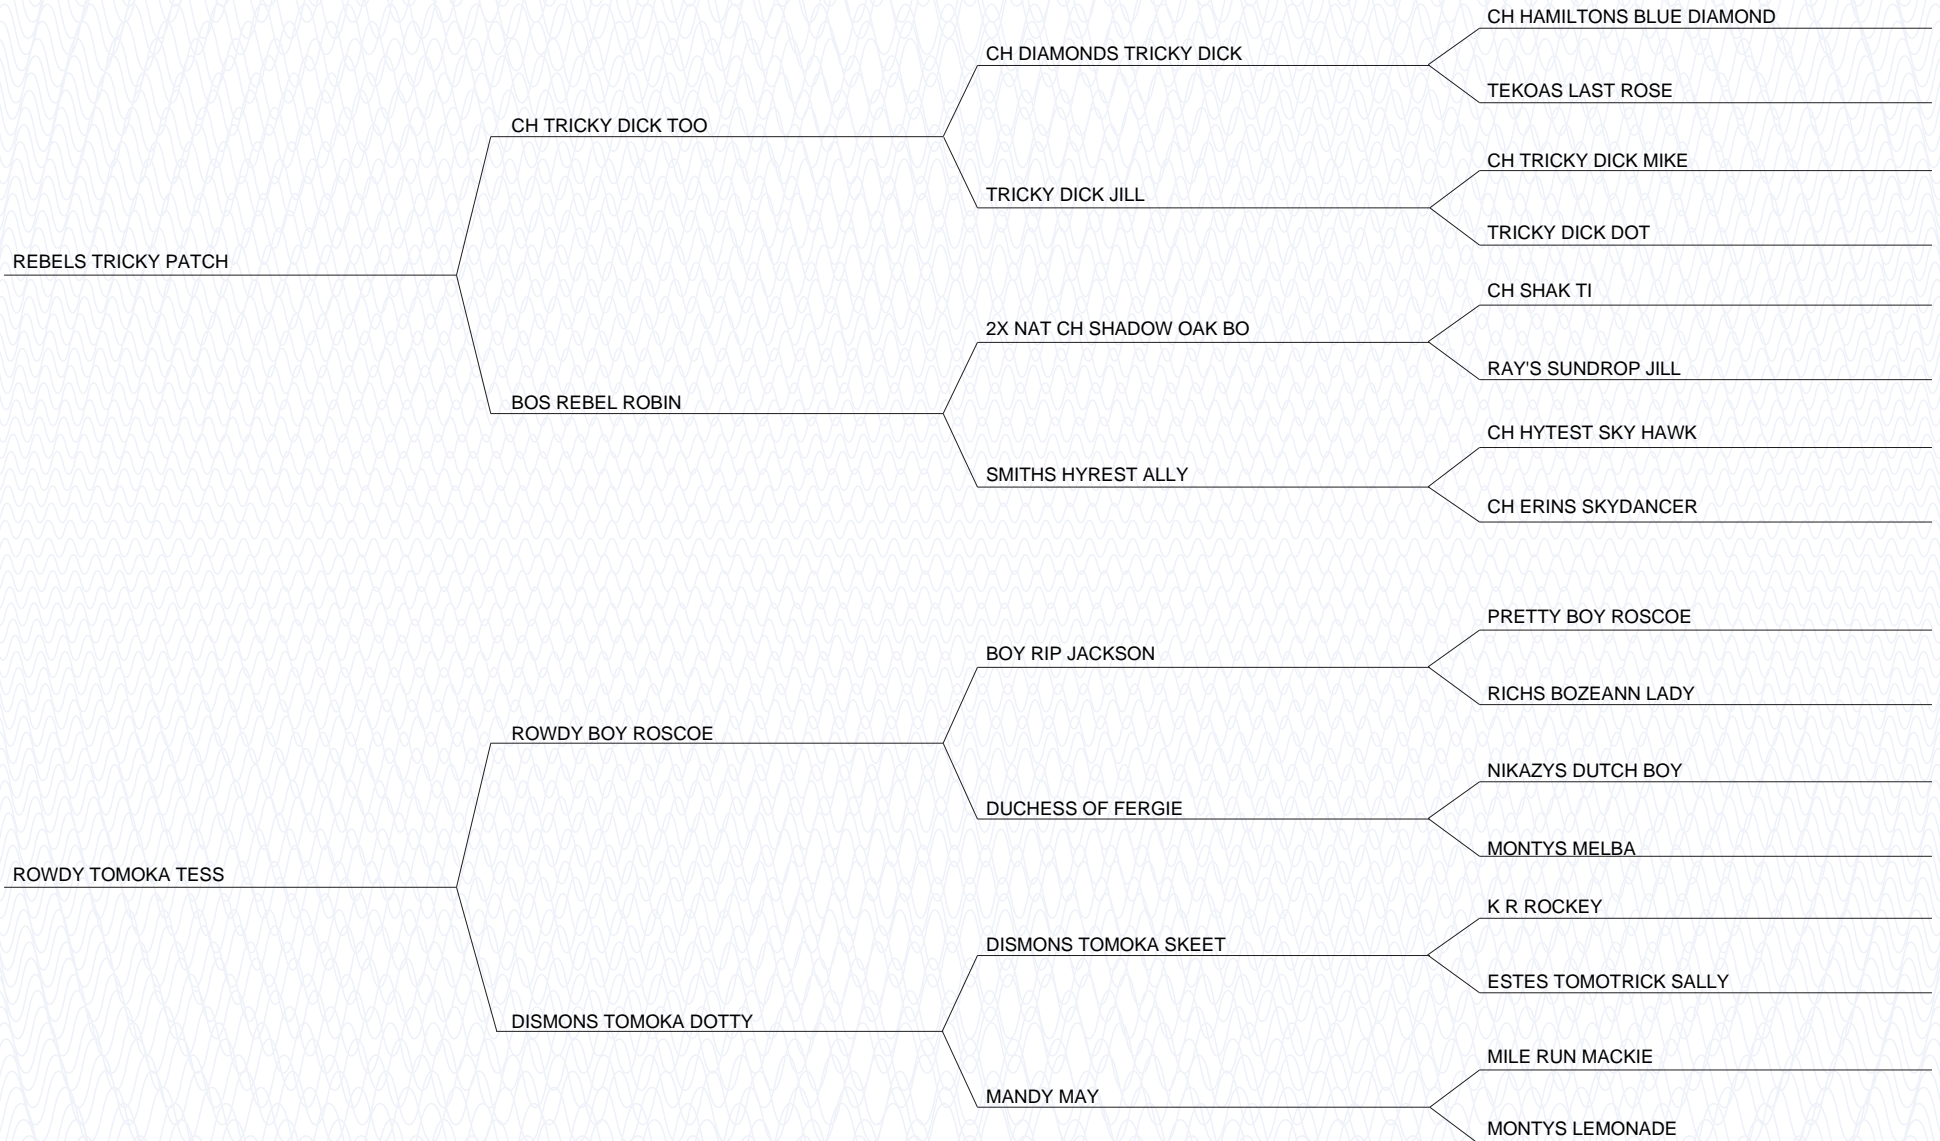 CH HAMILTONS BLUE DIAMOND
CH DIAMONDS TRICKY DICK
TEKOAS LAST ROSE
CH TRICKY DICK TOO
CH TRICKY DICK MIKE
TRICKY DICK JILL
TRICKY DICK DOT
REBELS TRICKY PATCH
CH SHAK TI
2X NAT CH SHADOW OAK BO
RAY'S SUNDROP JILL
BOS REBEL ROBIN
CH HYTEST SKY HAWK
SMITHS HYREST ALLY
CH ERINS SKYDANCER
PRETTY BOY ROSCOE
BOY RIP JACKSON
RICHS BOZEANN LADY
ROWDY BOY ROSCOE
NIKAZYS DUTCH BOY
DUCHESS OF FERGIE
MONTYS MELBA
ROWDY TOMOKA TESS
K R ROCKEY
DISMONS TOMOKA SKEET
ESTES TOMOTRICK SALLY
DISMONS TOMOKA DOTTY
MILE RUN MACKIE
MANDY MAY
MONTYS LEMONADE